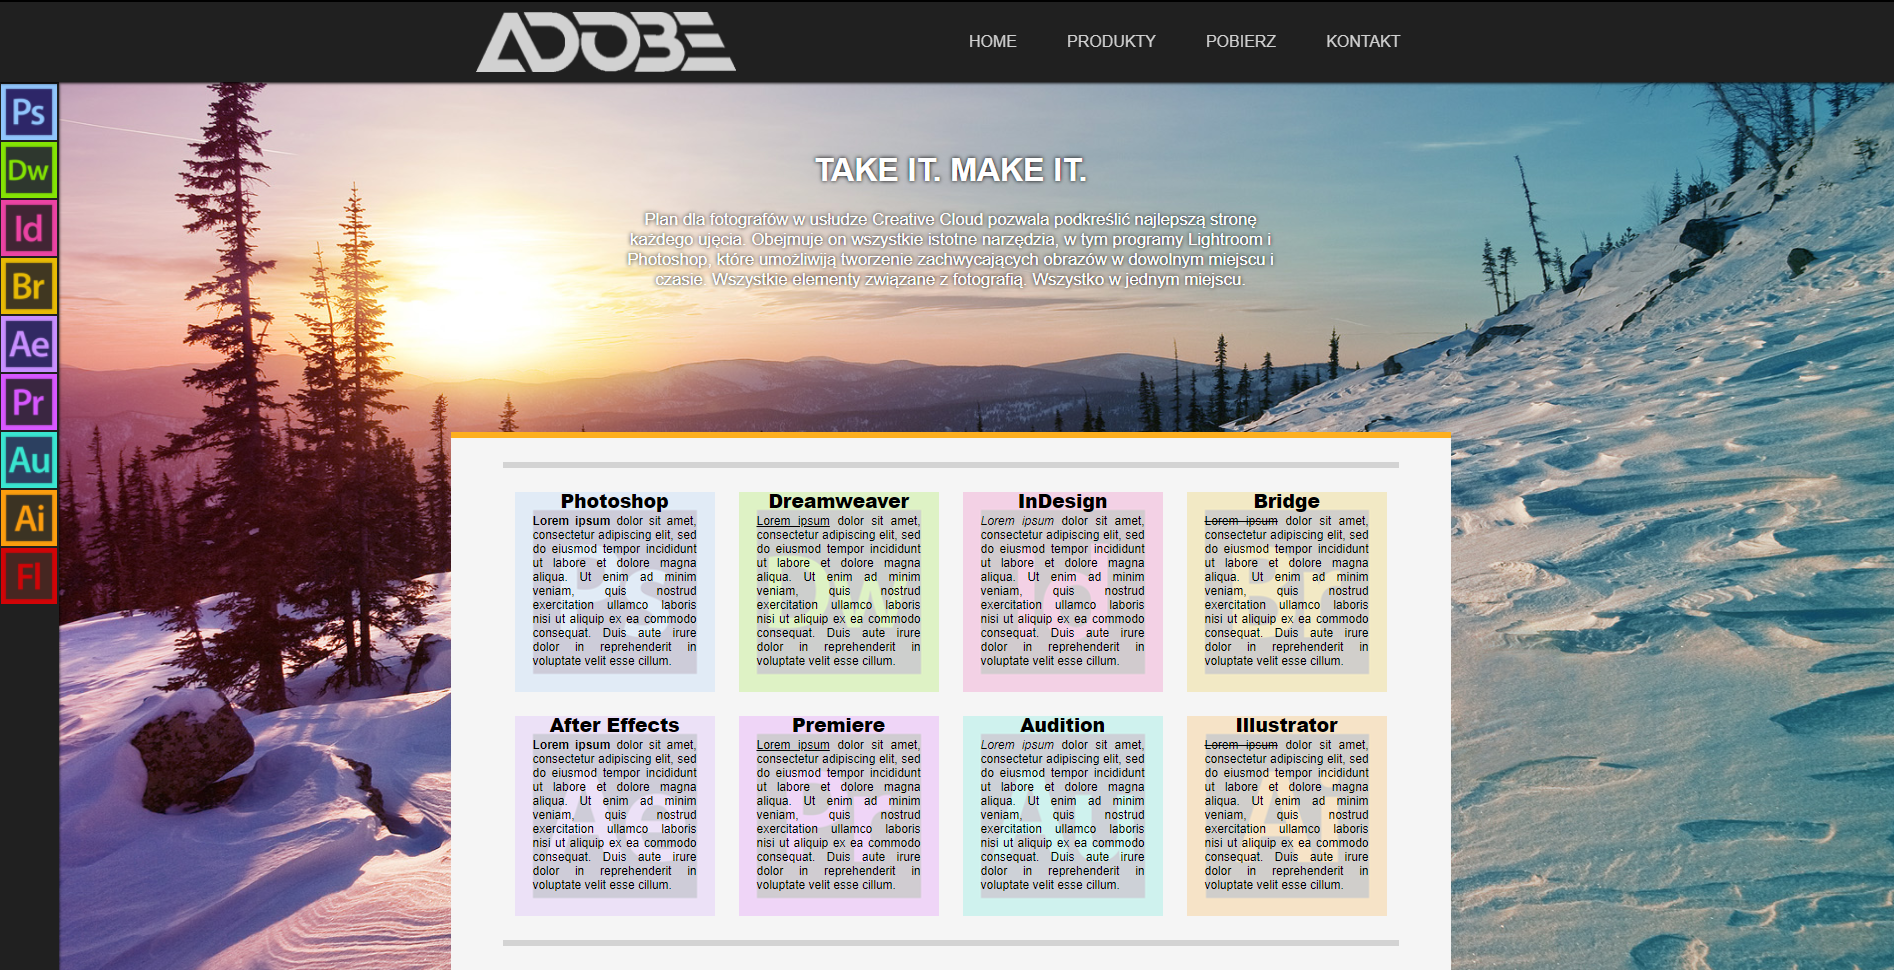 ADOBE
HOME PRODUKTY POBIERZ KONTAKT
Ps
Dw
Id
Br
Ae
Pr
Au
Ai
Fl
TAKE IT. MAKE IT.
Plan dla fotografów w usłudze Creative Cloud pozwala podkreślić najlepszą stronę
każdego ujęcia. Obejmuje on wszystkie istotne narzędzia, w tym programy Lightroom i
Photoshop, które umożliwiją tworzenie zachwycających obrazów w dowolnym miejscu i
czasie. Wszystkie elementy związane z fotografią. Wszystko w jednym miejscu.
Photoshop
Ps
Lorem ipsum dolor sit amet,
consectetur adipiscing elit, sed
do eiusmod tempor incididunt
ut labore et dolore magna
aliqua. Ut enim ad minim
veniam, quis nostrud
exercitation ullamco laboris
nisi ut aliquip ex ea commodo
consequat. Duis aute irure
dolor in reprehenderit in
voluptate velit esse cillum.
Dreamweaver
Dw
Lorem ipsum dolor sit amet,
consectetur adipiscing elit, sed
do eiusmod tempor incididunt
ut labore et dolore magna
aliqua. Ut enim ad minim
veniam, quis nostrud
exercitation ullamco laboris
nisi ut aliquip ex ea commodo
consequat. Duis aute irure
dolor in reprehenderit in
voluptate velit esse cillum.
InDesign
Id
Lorem ipsum dolor sit amet,
consectetur adipiscing elit, sed
do eiusmod tempor incididunt
ut labore et dolore magna
aliqua. Ut enim ad minim
veniam, quis nostrud
exercitation ullamco laboris
nisi ut aliquip ex ea commodo
consequat. Duis aute irure
dolor in reprehenderit in
voluptate velit esse cillum.
Bridge
Br
Lorem ipsum dolor sit amet,
consectetur adipiscing elit, sed
do eiusmod tempor incididunt
ut labore et dolore magna
aliqua. Ut enim ad minim
veniam, quis nostrud
exercitation ullamco laboris
nisi ut aliquip ex ea commodo
consequat. Duis aute irure
dolor in reprehenderit in
voluptate velit esse cillum.
After Effects
Ae
Lorem ipsum dolor sit amet,
consectetur adipiscing elit, sed
do eiusmod tempor incididunt
ut labore et dolore magna
aliqua. Ut enim ad minim
veniam, quis nostrud
exercitation ullamco laboris
nisi ut aliquip ex ea commodo
consequat. Duis aute irure
dolor in reprehenderit in
voluptate velit esse cillum.
Premiere
Pr
Lorem ipsum dolor sit amet,
consectetur adipiscing elit, sed
do eiusmod tempor incididunt
ut labore et dolore magna
aliqua. Ut enim ad minim
veniam, quis nostrud
exercitation ullamco laboris
nisi ut aliquip ex ea commodo
consequat. Duis aute irure
dolor in reprehenderit in
voluptate velit esse cillum.
Audition
Au
Lorem ipsum dolor sit amet,
consectetur adipiscing elit, sed
do eiusmod tempor incididunt
ut labore et dolore magna
aliqua. Ut enim ad minim
veniam, quis nostrud
exercitation ullamco laboris
nisi ut aliquip ex ea commodo
consequat. Duis aute irure
dolor in reprehenderit in
voluptate velit esse cillum.
Illustrator
Ai
Lorem ipsum dolor sit amet,
consectetur adipiscing elit, sed
do eiusmod tempor incididunt
ut labore et dolore magna
aliqua. Ut enim ad minim
veniam, quis nostrud
exercitation ullamco laboris
nisi ut aliquip ex ea commodo
consequat. Duis aute irure
dolor in reprehenderit in
voluptate velit esse cillum.